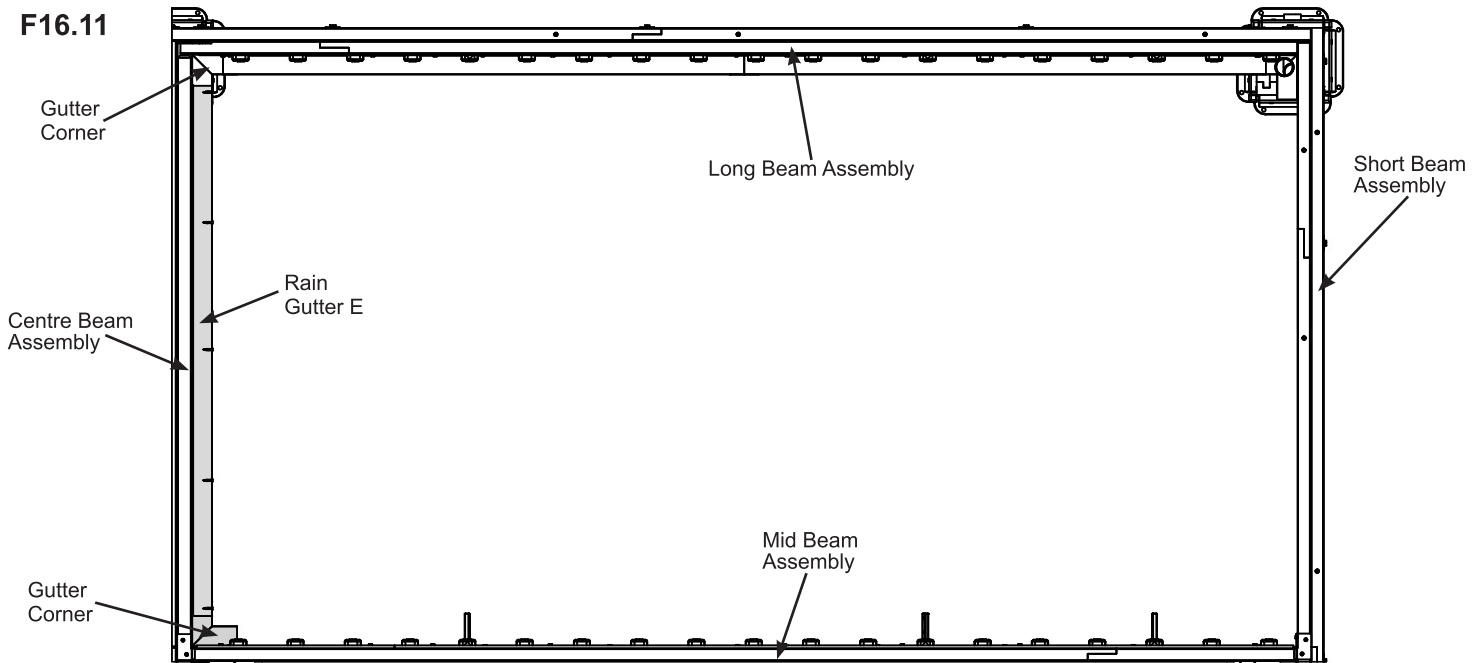 F16.11
Gutter
Corner
Long Beam Assembly
Short Beam
Assembly
Rain
Gutter E
Centre Beam
Assembly
Mid Beam
Assembly
Gutter
Corner